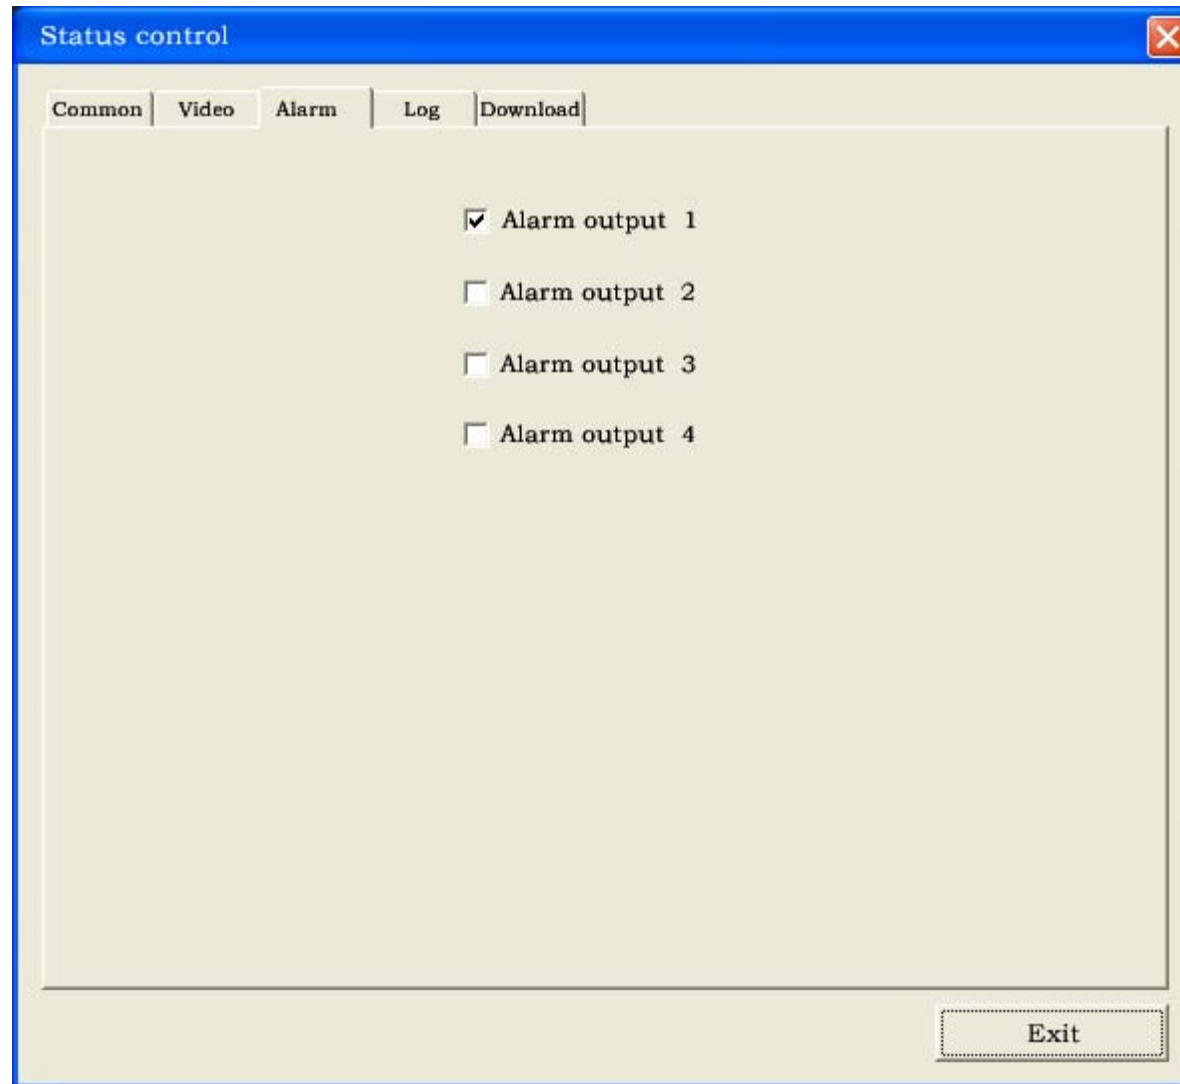 Status control
Common Video Alarm Log Download
Alarm output 1
Alarm output 2
Alarm output 3
Alarm output 4
Exit